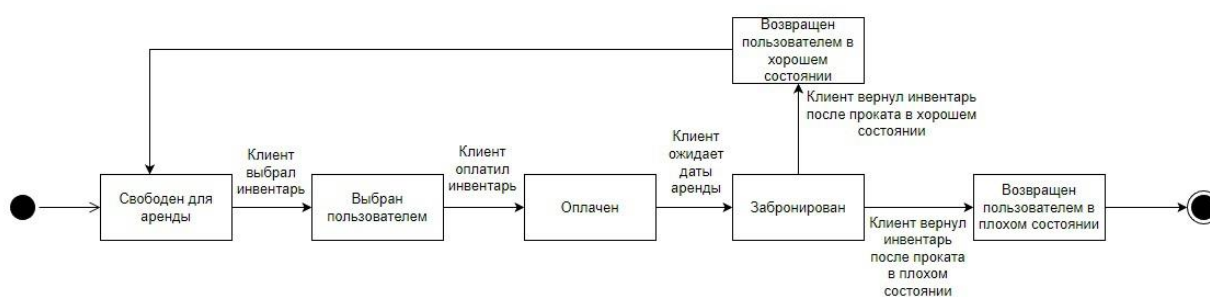 Возвращен
пользователем в
хорошем
состоянии
Клиент вернул инвентарь
после проката в хорошем
состоянии
Клиент
выбрал
инвентарь
Клиент
оплатил
инвентарь
Клиент
ожидает
даты
аренды
Свободен для
аренды
Выбран
пользователем
Оплачен
Забронирован
Возвращен
пользователем в
плохом состоянии
Клиент вернул
инвентарь
после проката
в плохом
состоянии